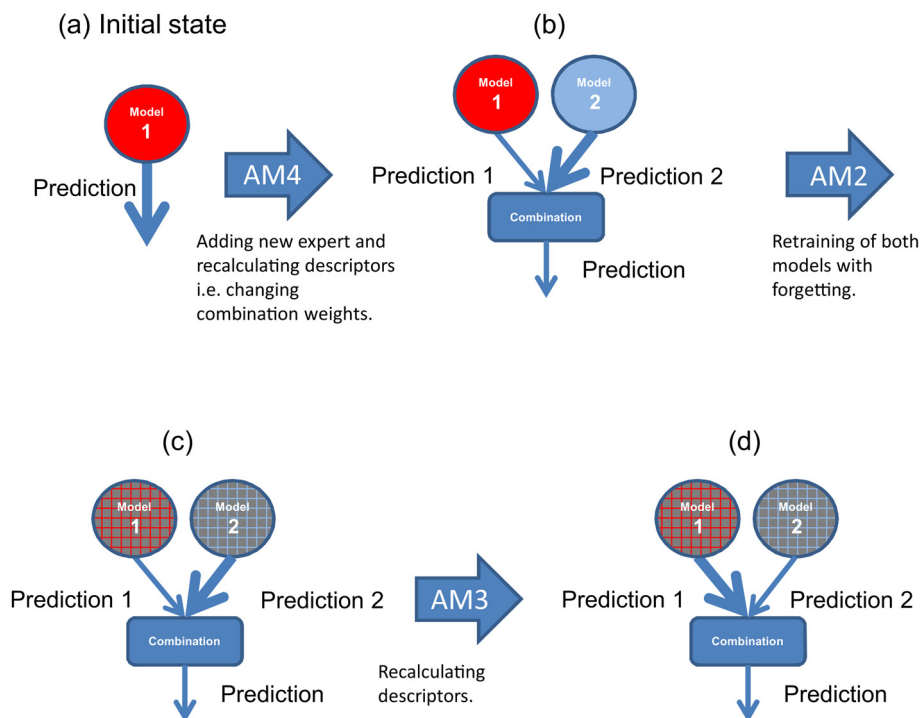 (a) Initial state
(b)
Model
1
Model
1
Model
2
Prediction
AM4
Prediction 1
Prediction 2
AM2
Combination
Adding new expert and
recalculating descriptors
i.e. changing
combination weights.
Prediction
Retraining of both
models with
forgetting.
(c)
(d)
Model
1
Model
2
Model
1
Model
2
Prediction 1
Prediction 2
AM3
Prediction 1
Prediction 2
Combination
Combination
Recalculating
descriptors.
Prediction
Prediction